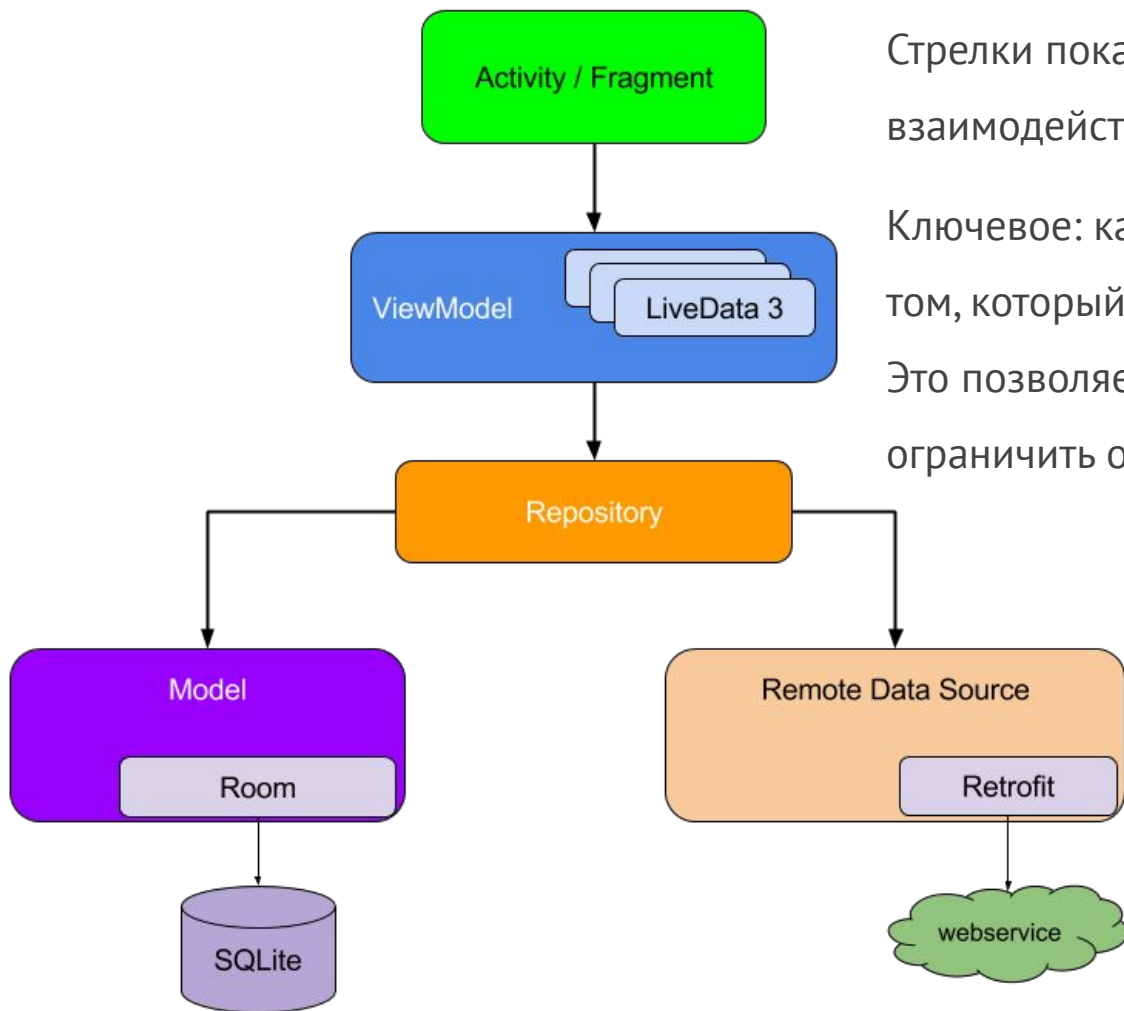 Activity / Fragment
Стрелки пока
взаимодейст
Ключевое: ка
том, который
Это позволяе
ограничить о
ViewModel
LiveData 3
Repository
Model
Room
SQLite
Remote Data Source
Retrofit
webservice